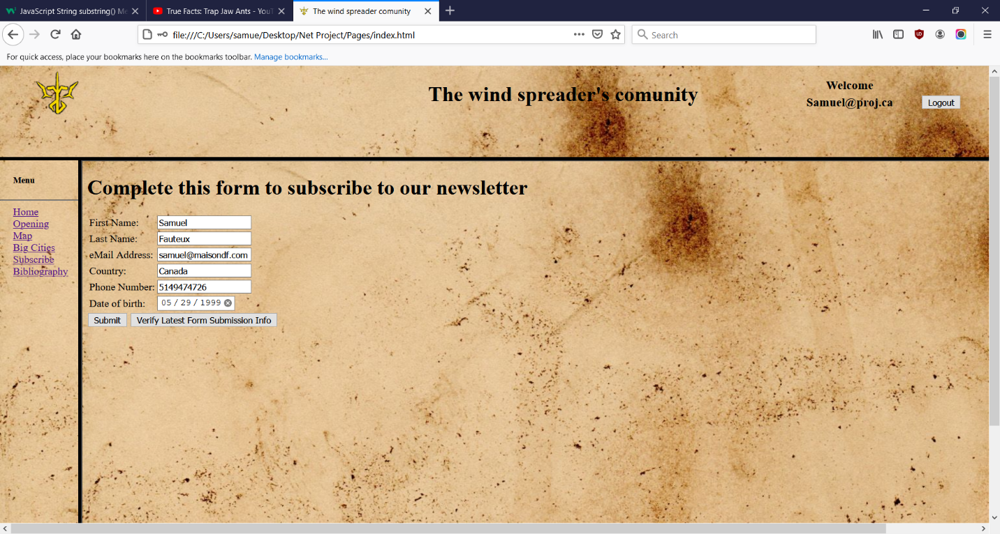 JavaScript String substring() Me
True Facts: Trap Jaw Ants - YouT
The wind spreader comunity
file:///C:/Users/samue/Desktop/Net Project/Pages/index.html
Search
For quick access, place your bookmarks here on the bookmarks toolbar. Manage bookmarks...
The wind spreader's comunity
Welcome
Samuel@proj.ca
Logout
Menu
Home
Opening
Map
Big Cities
Subscribe
Bibliography
Complete this form to subscribe to our newsletter
First Name: Samuel
Last Name: Fauteux
eMail Address: samuel@maisondf.com
Country: Canada
Phone Number: 5149474726
Date of birth: 05 / 29 / 1999
Submit Verify Latest Form Submission Info